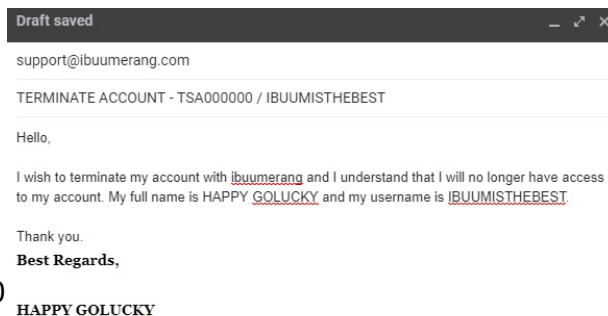 Draft saved
support@ibuumerang.com
TERMINATE ACCOUNT - TSA000000 / IBUUMISTHEBEST
Hello,
I wish to terminate my account with ibuumerang and I understand that I will no longer have access
to my account. My full name is HAPPY GOLUCKY and my username is IBUUMISTHEBEST.
Thank you.
Best Regards,
)
HAPPY GOLUCKY